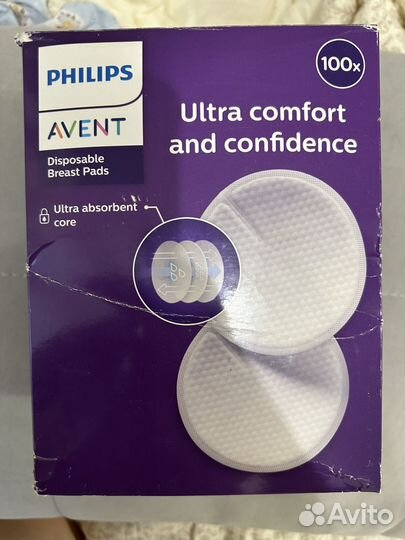 PHILIPS
AVENT
Disposable
Breast Pads
100x
Ultra comfort
and confidence
Ultra absorbent
core
Avito